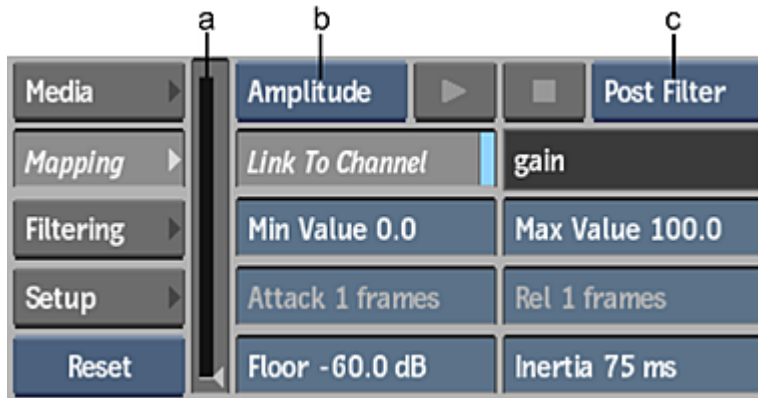 a b c
Media Amplitude Post Filter
Mapping Link To Channel gain
Filtering Min Value 0.0 Max Value 100.0
Setup Attack 1 frames Rel 1 frames
Reset Floor -60.0 dB Inertia 75 ms